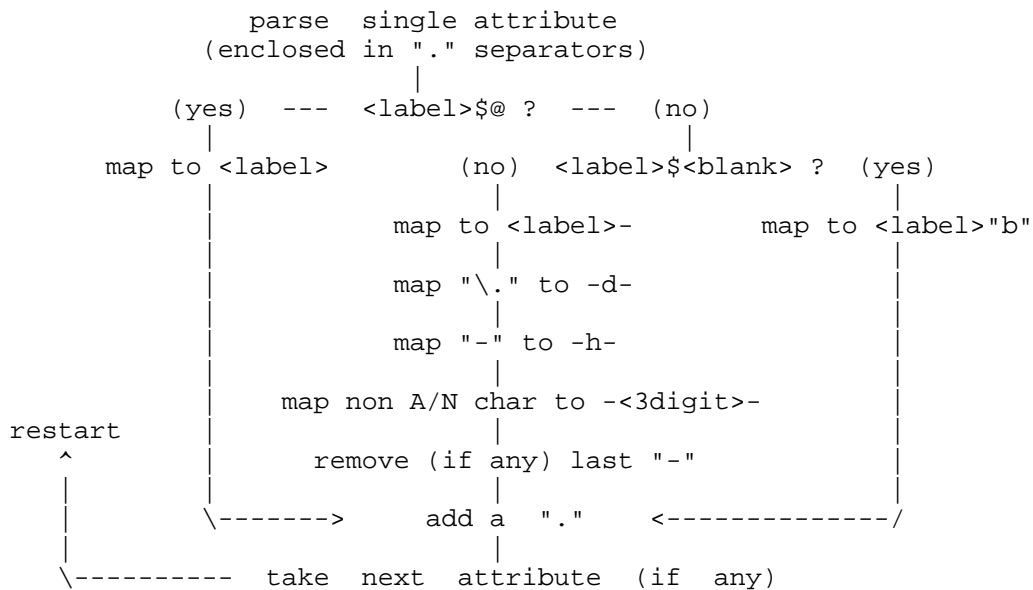 parse single attribute
(enclosed in "." separators)
|
(yes) --- <label>$@ ? --- (no)
| |
map to <label> (no) <label>$<blank> ? (yes)
| | |
| map to <label>- map to <label>"b"
| | |
| map "\." to -d- |
| | |
| map "-" to -h- |
| | |
| map non A/N char to -<3digit>- |
restart | | |
^ | remove (if any) last "-" |
| | | |
| \-------> add a "." <--------------/
| |
\---------- take next attribute (if any)